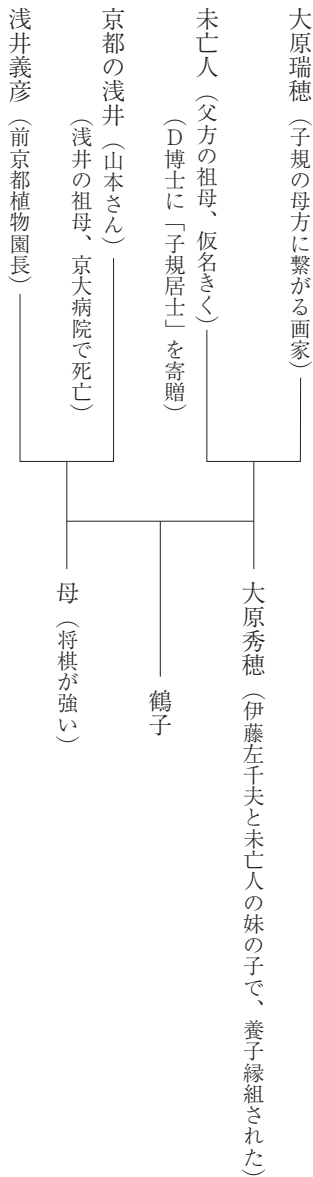 大原瑞穂（子規の母方に繋がる画家）
未亡人（父方の祖母、仮名きく）
（D博士に「子規居士」を寄贈）
京都の浅井（山本さん）
（浅井の祖母、京大病院で死亡）
浅井義彦（前京都植物園長）
大原秀穂（伊藤左千夫と未亡人の妹の子で、養子縁組された）
鶴子
母（将棋が強い）